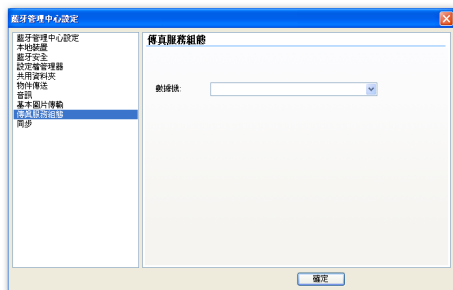 藍牙管理中心設定
藍牙管理中心設定
本地裝置
藍牙安全
設定檔管理器
共用資料夾
物件傳送
音訊
基本圖片傳輸
傳真服務組態
同步
傳真服務組態
數據機:
確定